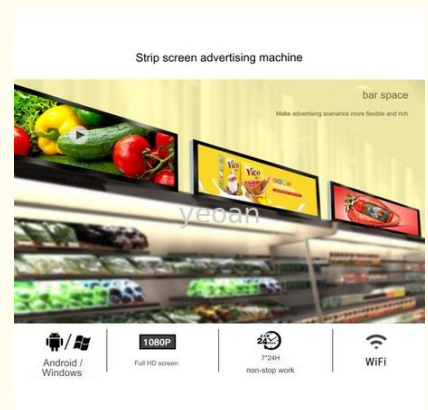 Strip screen advertising machine
bar space
Make advertising scenarios more flexible and rich
Vico
Vico
yeoan
1080P
24
Android /
Windows
Full HD screen
7*24H
non-stop work
WiFi